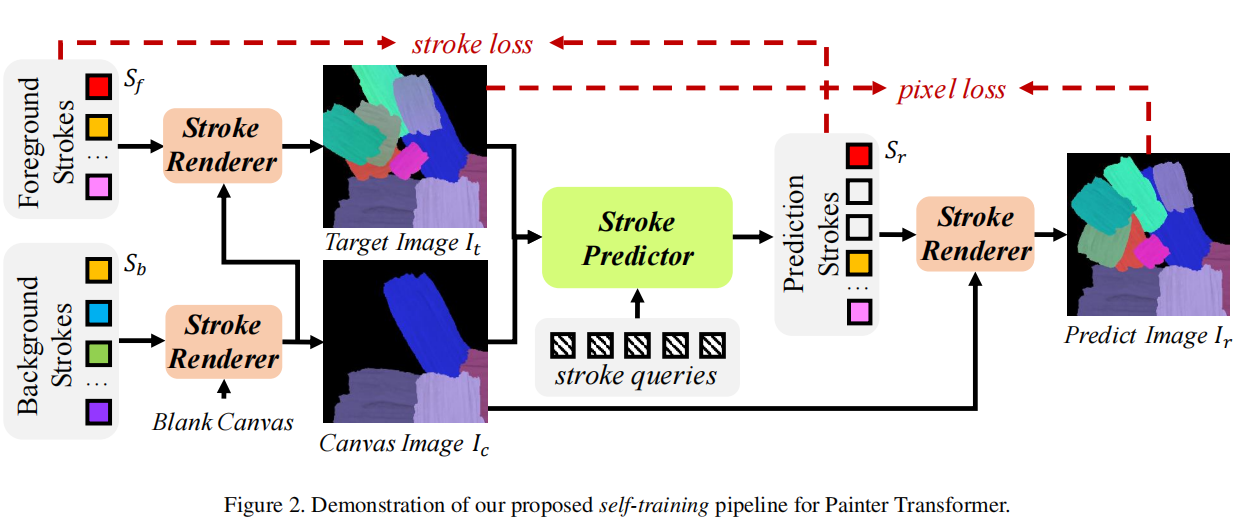 stroke loss
pixel loss
Foreground
Strokes
S_f
...
Stroke
Renderer
Target Image I_t
Background
Strokes
S_b
...
Stroke
Renderer
Blank Canvas
Canvas Image I_c
Stroke
Predictor
stroke queries
Prediction
Strokes
S_r
...
Stroke
Renderer
Predict Image I_r
Figure 2. Demonstration of our proposed self-training pipeline for Painter Transformer.